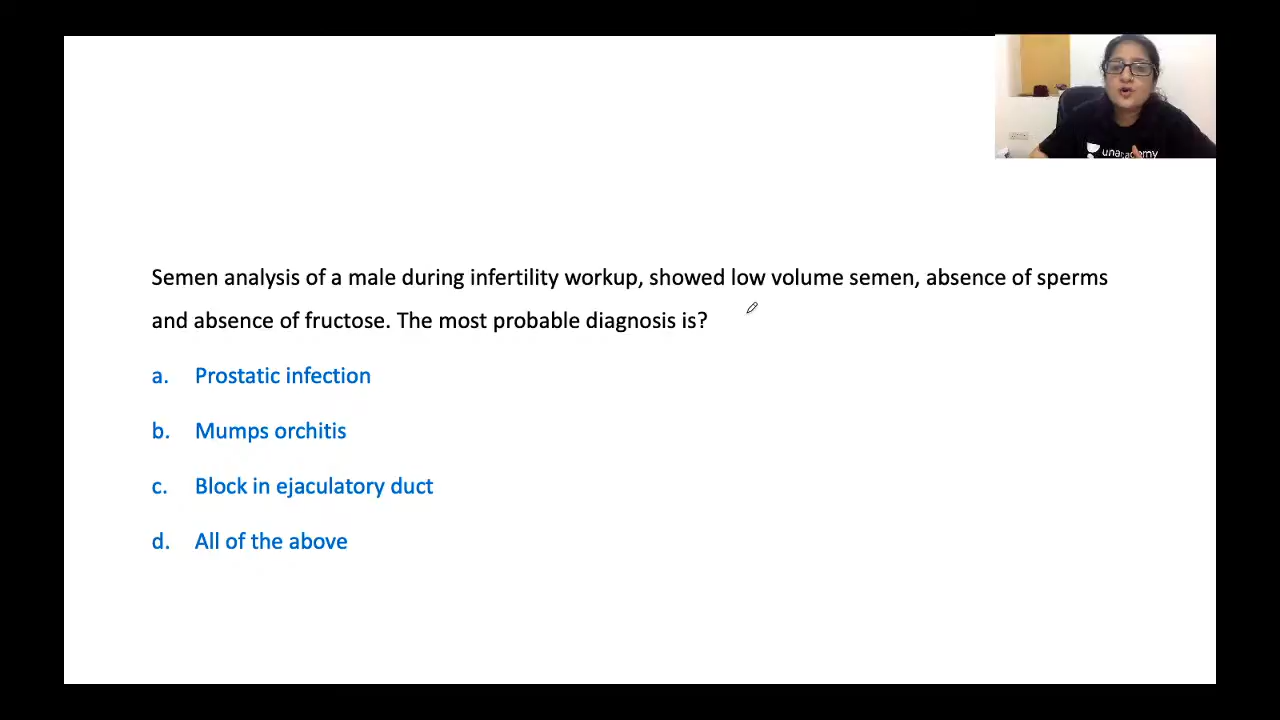 unacademy
Semen analysis of a male during infertility workup, showed low volume semen, absence of sperms
and absence of fructose. The most probable diagnosis is?
a. Prostatic infection
b. Mumps orchitis
c. Block in ejaculatory duct
d. All of the above